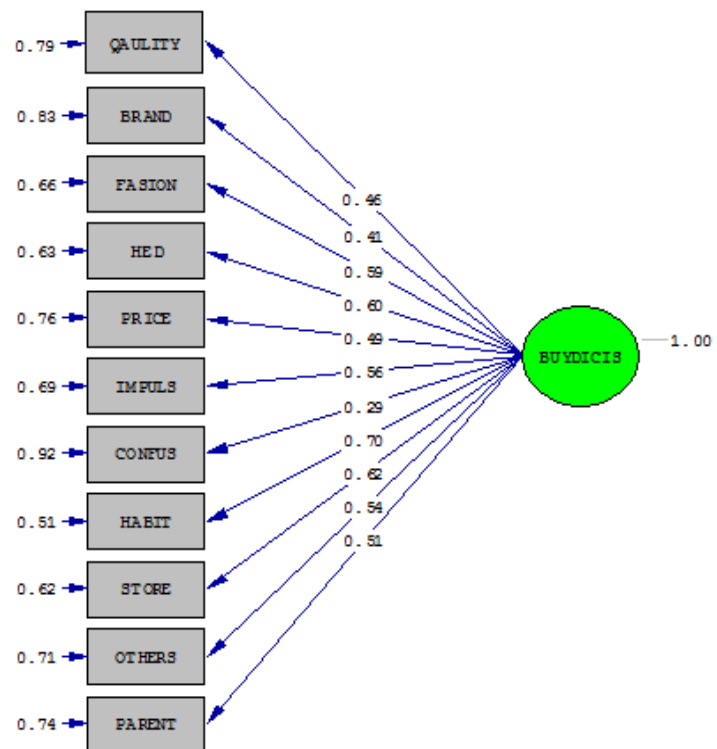 0.79 QAULITY
0.83 BRAND
0.66 FASION
0.63 HED
0.76 PRICE
0.69 IMPULS
0.92 CONFUS
0.51 HABIT
0.62 STORE
0.71 OTHERS
0.74 PARENT
0.46
0.41
0.59
0.60
0.49
0.56
0.29
0.70
0.62
0.54
0.51
BUYDICIS 1.00